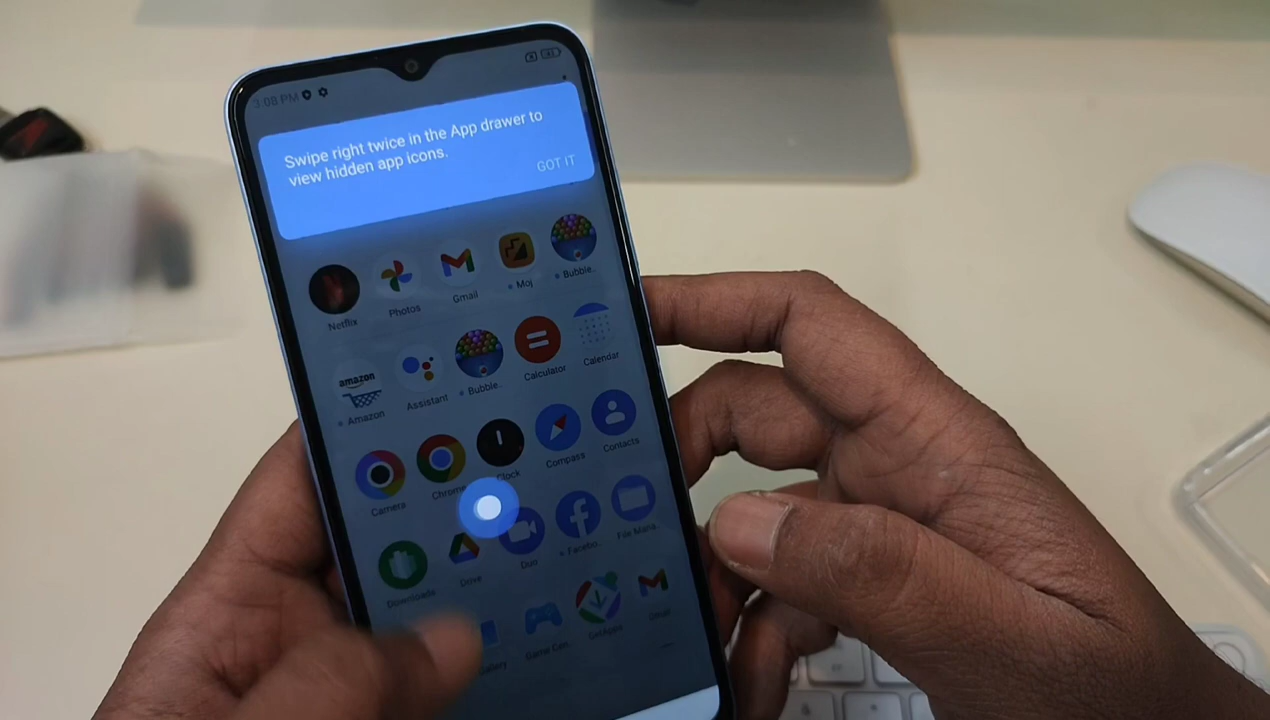 3:08 PM
Swipe right twice in the App drawer to
view hidden app icons.
GOT IT
Netflix
Photos
Gmail
Moj
Bubble..
amazon
Amazon
Assistant
Bubble..
Calculator
Calendar
Camera
Chrome
Clock
Compass
Contacts
Downloads
Drive
Duo
Facebo..
File Mana..
Gallery
Game Cen..
GetApps
Gmail